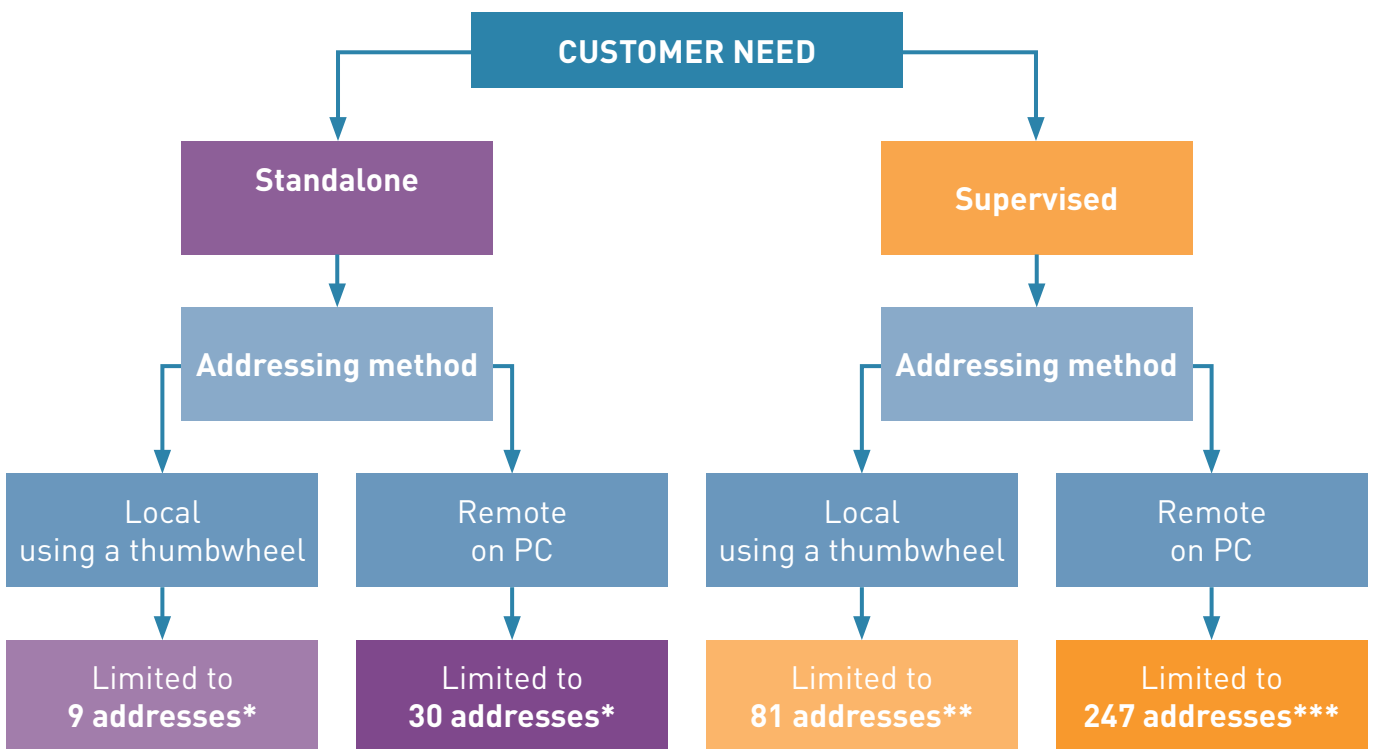 CUSTOMER NEED
Standalone
Supervised
Addressing method
Addressing method
Local
using a thumbwheel
Remote
on PC
Local
using a thumbwheel
Remote
on PC
Limited to
9 addresses*
Limited to
30 addresses*
Limited to
81 addresses**
Limited to
247 addresses***